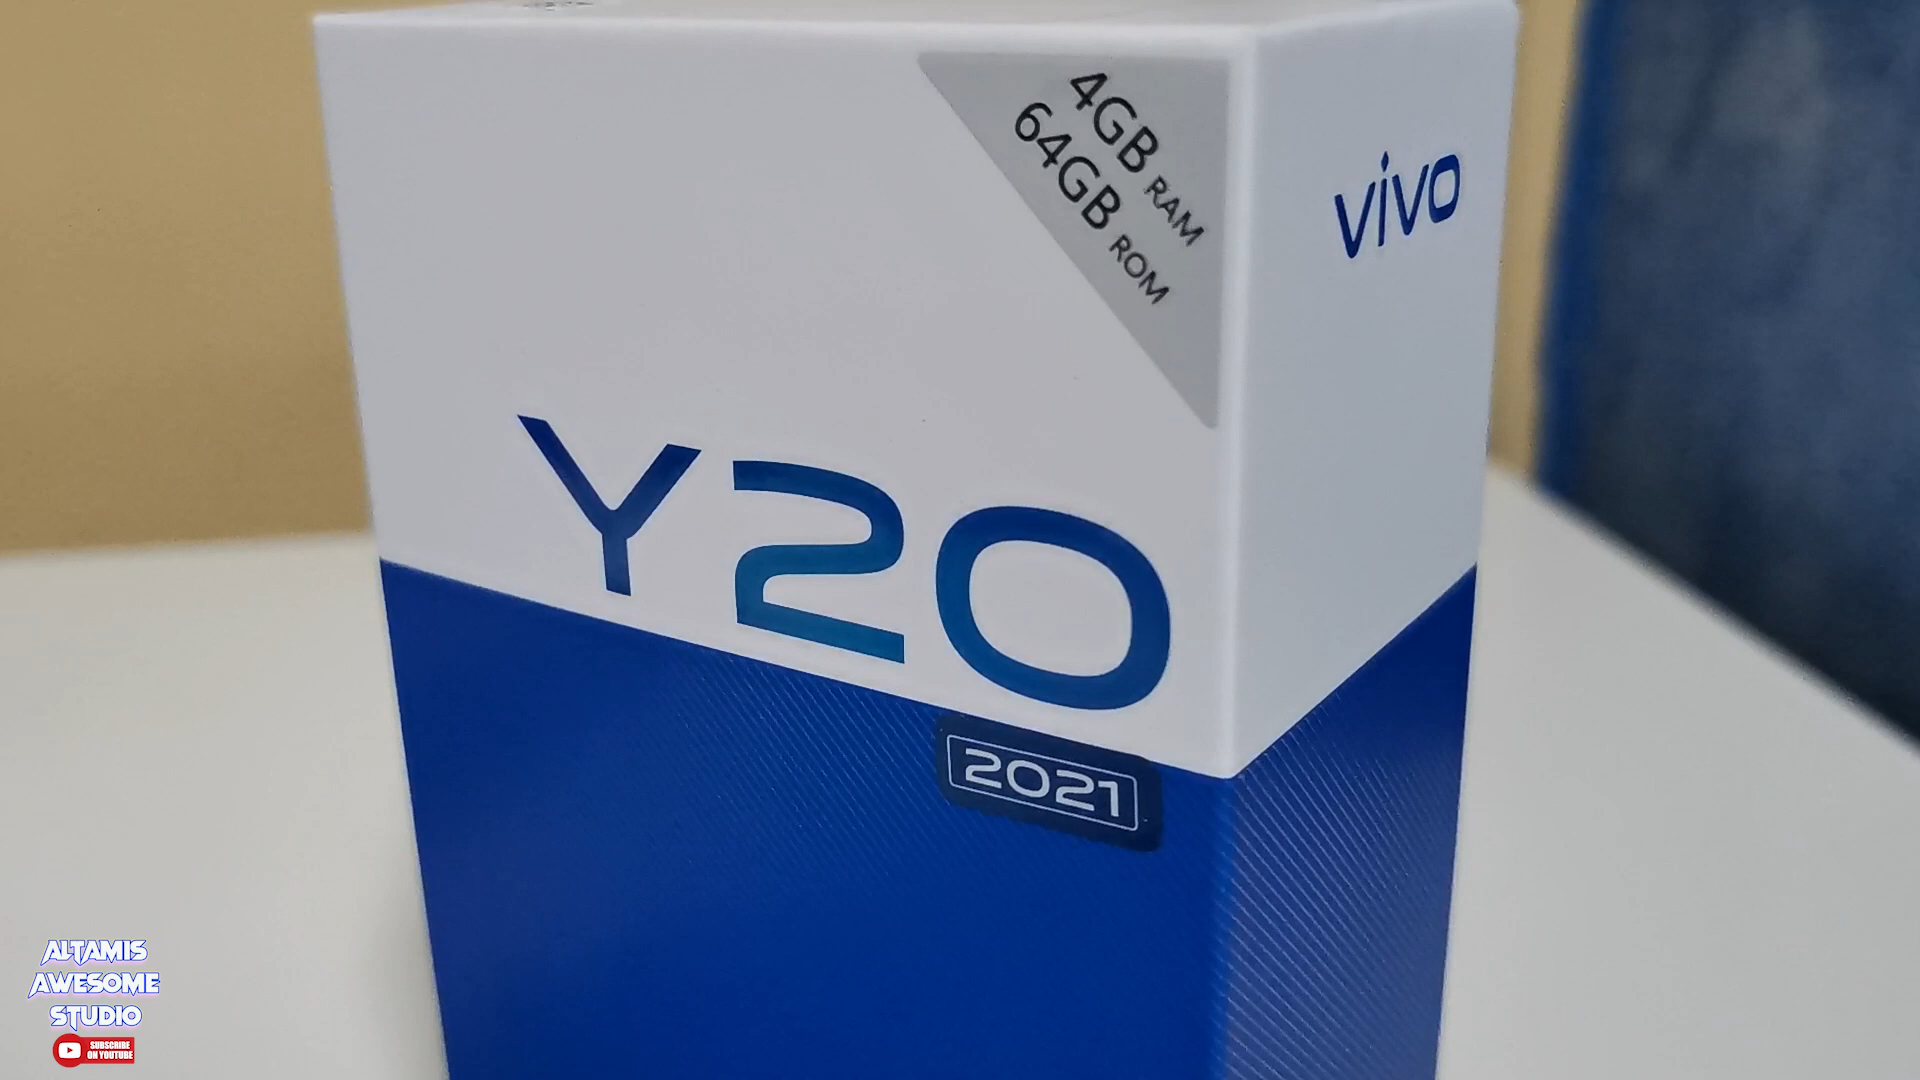 4GB RAM
64GB ROM
vivo
Y20
2021
ALTAMIS
AWESOME
STUDIO
SUBSCRIBE
ON YOUTUBE